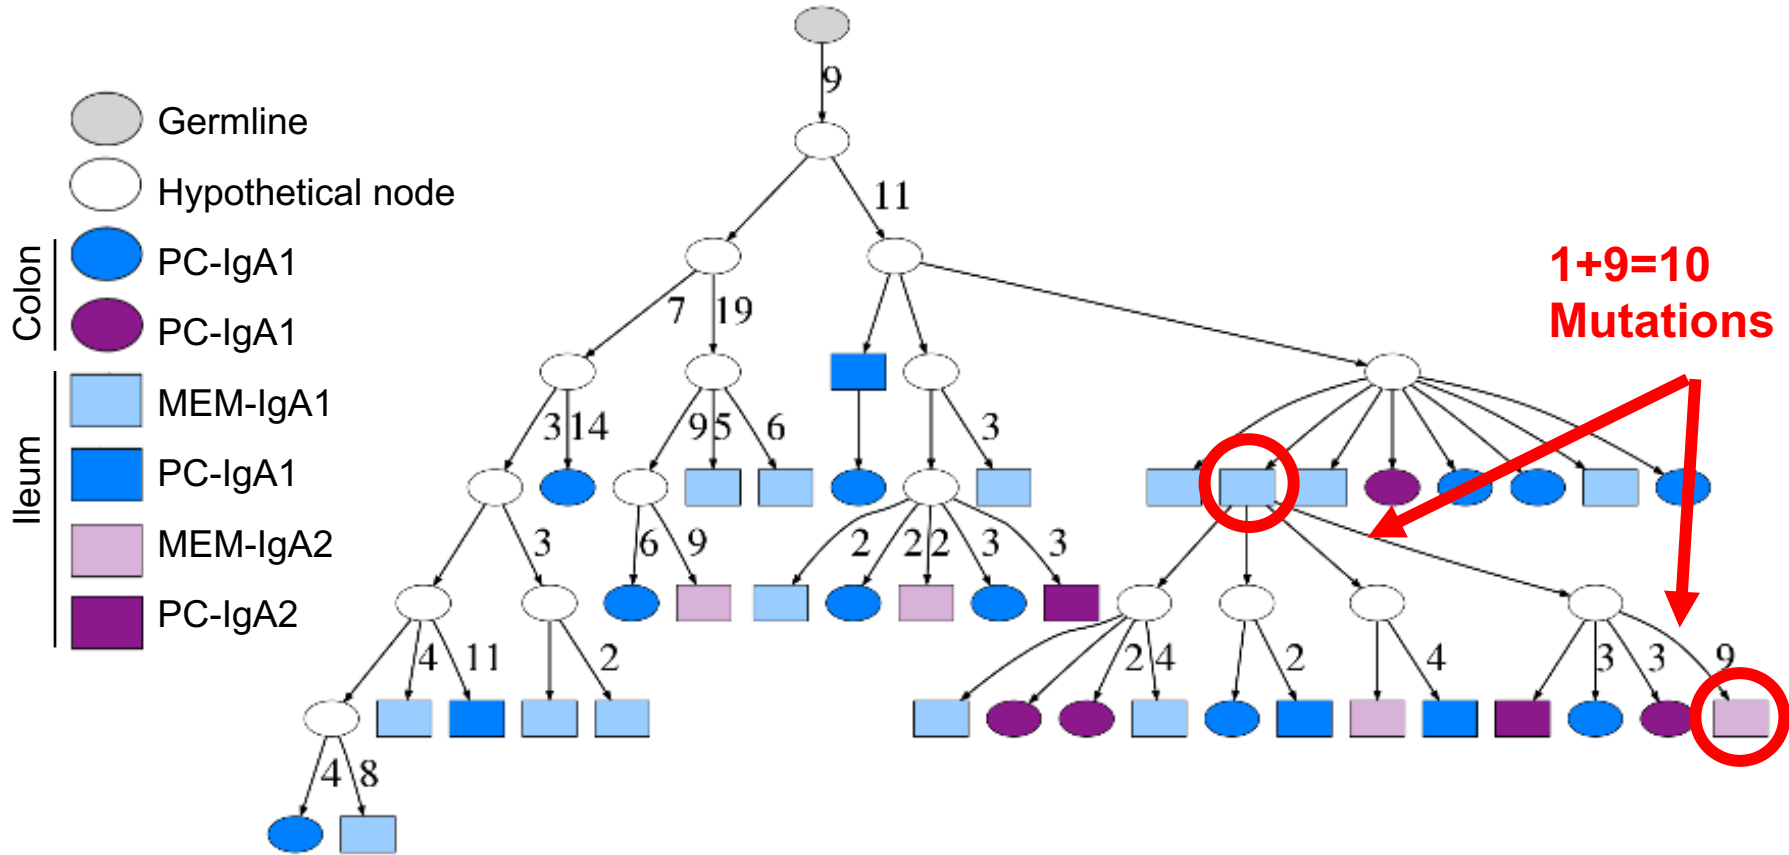 9
Germline
Hypothetical node
11
Colon
PC-IgA1
PC-IgA1
1+9=10
Mutations
7 19
Ileum
MEM-IgA1
PC-IgA1
MEM-IgA2
PC-IgA2
3 14 9 5 6 3
3 6 9 2 2 2 3 3
4 11 2 2 4 2 4 3 3 9
4 8